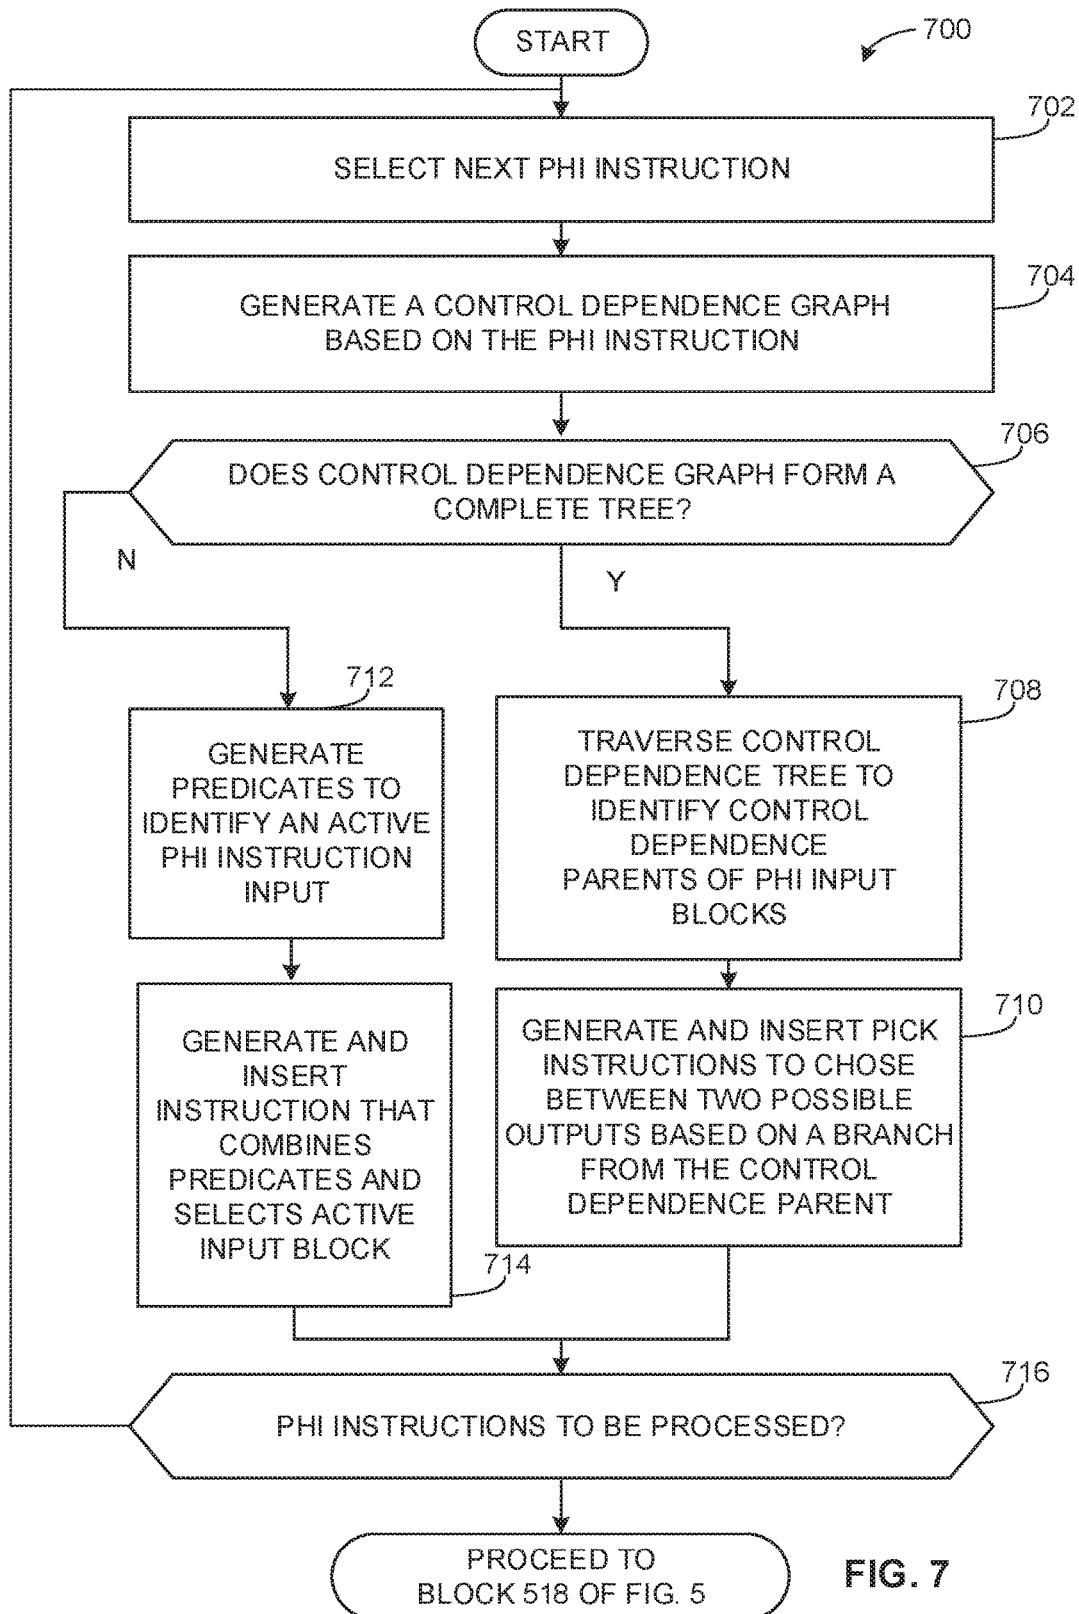 START
700
702
SELECT NEXT PHI INSTRUCTION
704
GENERATE A CONTROL DEPENDENCE GRAPH
BASED ON THE PHI INSTRUCTION
706
DOES CONTROL DEPENDENCE GRAPH FORM A
COMPLETE TREE?
N
Y
712
GENERATE
PREDICATES TO
IDENTIFY AN ACTIVE
PHI INSTRUCTION
INPUT
708
TRAVERSE CONTROL
DEPENDENCE TREE TO
IDENTIFY CONTROL
DEPENDENCE
PARENTS OF PHI INPUT
BLOCKS
GENERATE AND
INSERT
INSTRUCTION THAT
COMBINES
PREDICATES AND
SELECTS ACTIVE
INPUT BLOCK
714
710
GENERATE AND INSERT PICK
INSTRUCTIONS TO CHOSE
BETWEEN TWO POSSIBLE
OUTPUTS BASED ON A BRANCH
FROM THE CONTROL
DEPENDENCE PARENT
716
PHI INSTRUCTIONS TO BE PROCESSED?
PROCEED TO
BLOCK 518 OF FIG. 5
FIG. 7